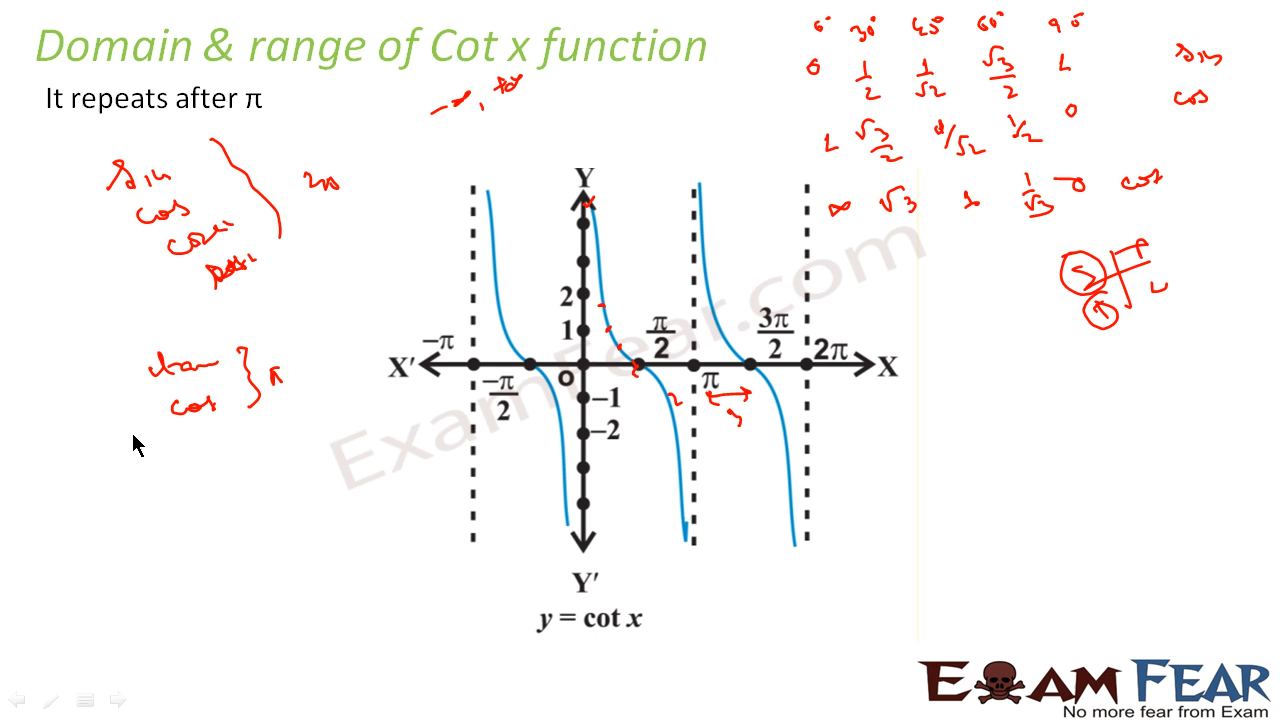 Domain & range of Cot x function
It repeats after π
−∞, +∞
0° 30° 45° 60° 90°
0 1/2 1/√2 √3/2 1 sin
1 √3/2 1/√2 1/2 0 cos
∞ √3 1 1/√3 0 cot
sin
cos
2π
tan
cot
π
Y
2
1
π/2
3π/2
2π
−π
X′
O
X
−π/2
π
−1
−2
Y′
y = cot x
ExamFear.com
EXAM FEAR
No more fear from Exam